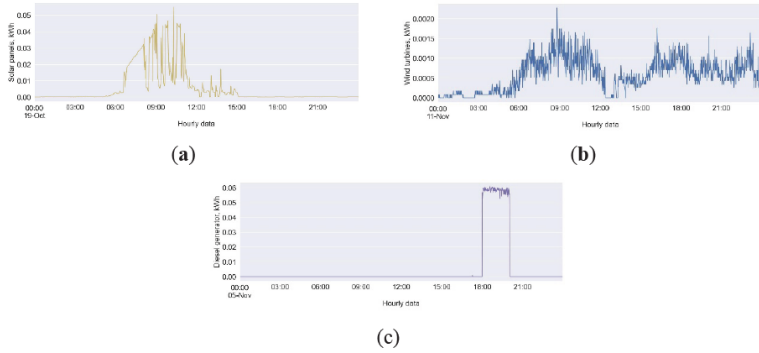 Solar panels, kWh
0.05
0.04
0.03
0.02
0.01
0.00
00:00 03:00 06:00 09:00 12:00 15:00 18:00 21:00
19-Oct
Hourly data
(a)
Wind turbines, kWh
0.0020
0.0015
0.0010
0.0005
0.0000
00:00 03:00 06:00 09:00 12:00 15:00 18:00 21:00
11-Nov
Hourly data
(b)
Diesel generator, kWh
0.06
0.05
0.04
0.03
0.02
0.01
0.00
00:00 03:00 06:00 09:00 12:00 15:00 18:00 21:00
05-Nov
Hourly data
(c)